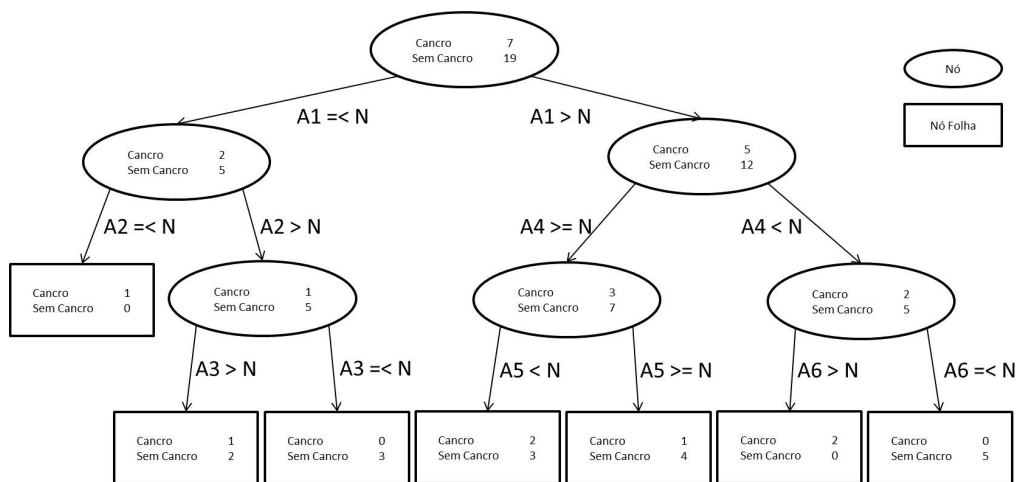 Cancro 7
Sem Cancro 19
Nó
Nó Folha
A1 =< N
A1 > N
Cancro 2
Sem Cancro 5
Cancro 5
Sem Cancro 12
A2 =< N
A2 > N
A4 >= N
A4 < N
Cancro 1
Sem Cancro 0
Cancro 1
Sem Cancro 5
Cancro 3
Sem Cancro 7
Cancro 2
Sem Cancro 5
A3 > N
A3 =< N
A5 < N
A5 >= N
A6 > N
A6 =< N
Cancro 1
Sem Cancro 2
Cancro 0
Sem Cancro 3
Cancro 2
Sem Cancro 3
Cancro 1
Sem Cancro 4
Cancro 2
Sem Cancro 0
Cancro 0
Sem Cancro 5